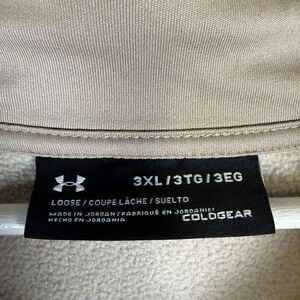 3XL/3TG/3EG
LOOSE/COUPE LÂCHE/SUELTO
MADE IN JORDAN/FABRIQUÉ EN JORDANIE/
HECHO EN JORDANIA
COLDGEAR